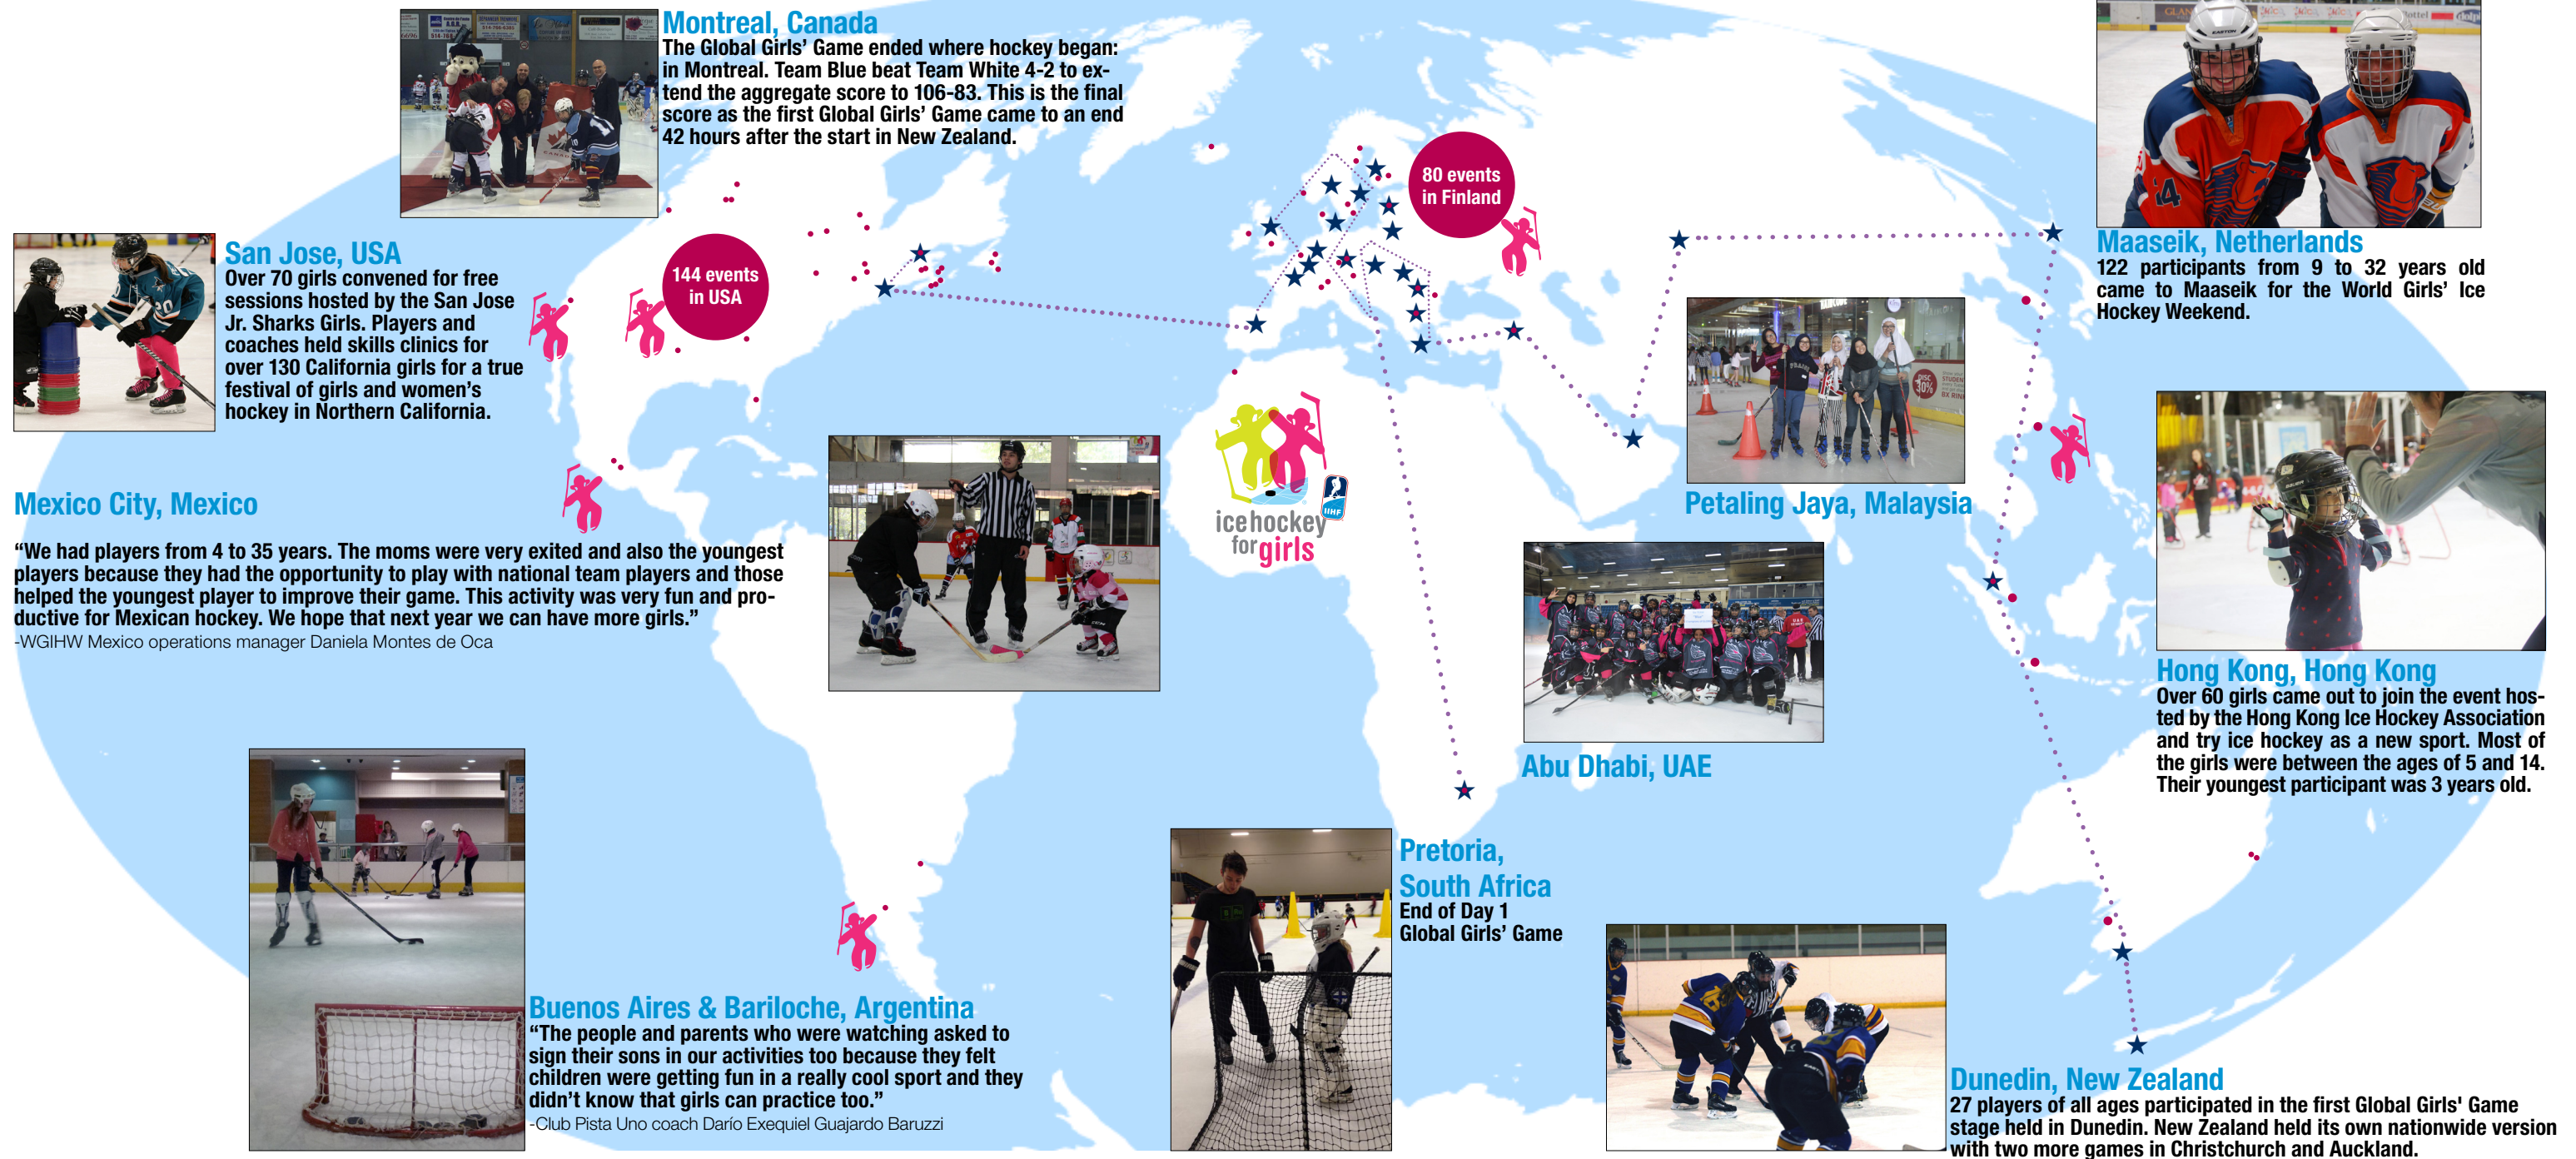 Montreal, Canada
The Global Girls’ Game ended where hockey began:
in Montreal. Team Blue beat Team White 4-2 to ex-
tend the aggregate score to 106-83. This is the final
score as the first Global Girls’ Game came to an end
42 hours after the start in New Zealand.
San Jose, USA
Over 70 girls convened for free
sessions hosted by the San Jose
Jr. Sharks Girls. Players and
coaches held skills clinics for
over 130 California girls for a true
festival of girls and women’s
hockey in Northern California.
144 events
in USA
80 events
in Finland
Maaseik, Netherlands
122 participants from 9 to 32 years old
came to Maaseik for the World Girls’ Ice
Hockey Weekend.
Mexico City, Mexico
“We had players from 4 to 35 years. The moms were very exited and also the youngest
players because they had the opportunity to play with national team players and those
helped the youngest player to improve their game. This activity was very fun and pro-
ductive for Mexican hockey. We hope that next year we can have more girls.”
-WGIHW Mexico operations manager Daniela Montes de Oca
icehockey
for girls
IIHF
Petaling Jaya, Malaysia
Abu Dhabi, UAE
Hong Kong, Hong Kong
Over 60 girls came out to join the event hos-
ted by the Hong Kong Ice Hockey Association
and try ice hockey as a new sport. Most of
the girls were between the ages of 5 and 14.
Their youngest participant was 3 years old.
Pretoria,
South Africa
End of Day 1
Global Girls’ Game
Buenos Aires & Bariloche, Argentina
“The people and parents who were watching asked to
sign their sons in our activities too because they felt
children were getting fun in a really cool sport and they
didn’t know that girls can practice too.”
-Club Pista Uno coach Darío Exequiel Guajardo Baruzzi
Dunedin, New Zealand
27 players of all ages participated in the first Global Girls' Game
stage held in Dunedin. New Zealand held its own nationwide version
with two more games in Christchurch and Auckland.